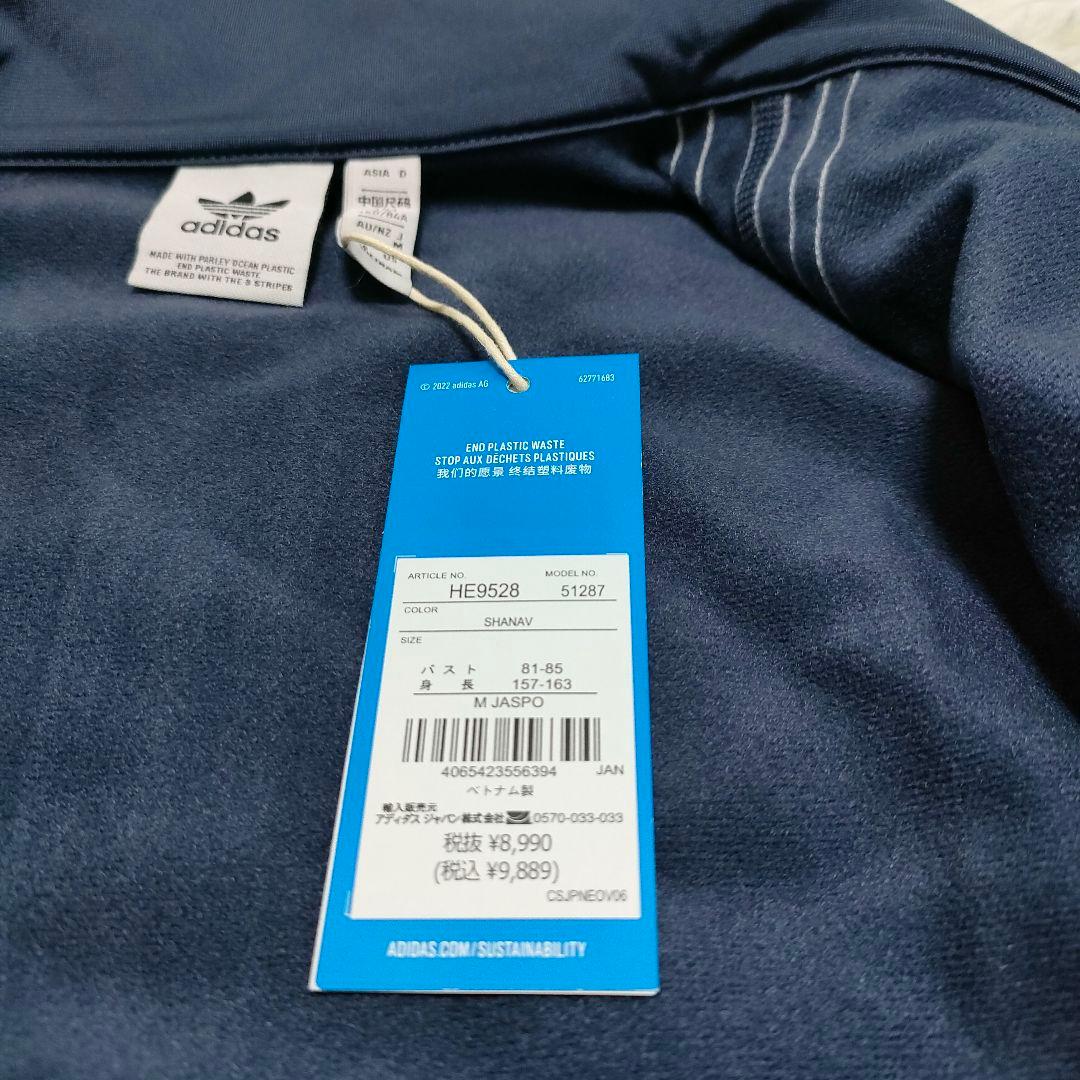 adidas
MADE WITH PARLEY OCEAN PLASTIC
END PLASTIC WASTE
THE BRAND WITH THE 3 STRIPES
ASIA D
中国尺码
AU/NZ J
M
© 2022 adidas AG 62771683
END PLASTIC WASTE
STOP AUX DECHETS PLASTIQUES
我们的愿景 终结塑料废物
ARTICLE NO. MODEL NO.
HE9528 51287
COLOR
SHANAV
SIZE
バスト 81-85
身長 157-163
M JASPO
4065423556394 JAN
ベトナム製
輸入販売元
アディダス ジャパン株式会社 0570-033-033
税抜 ¥8,990
(税込 ¥9,889)
CSJPNEOV06
ADIDAS.COM/SUSTAINABILITY